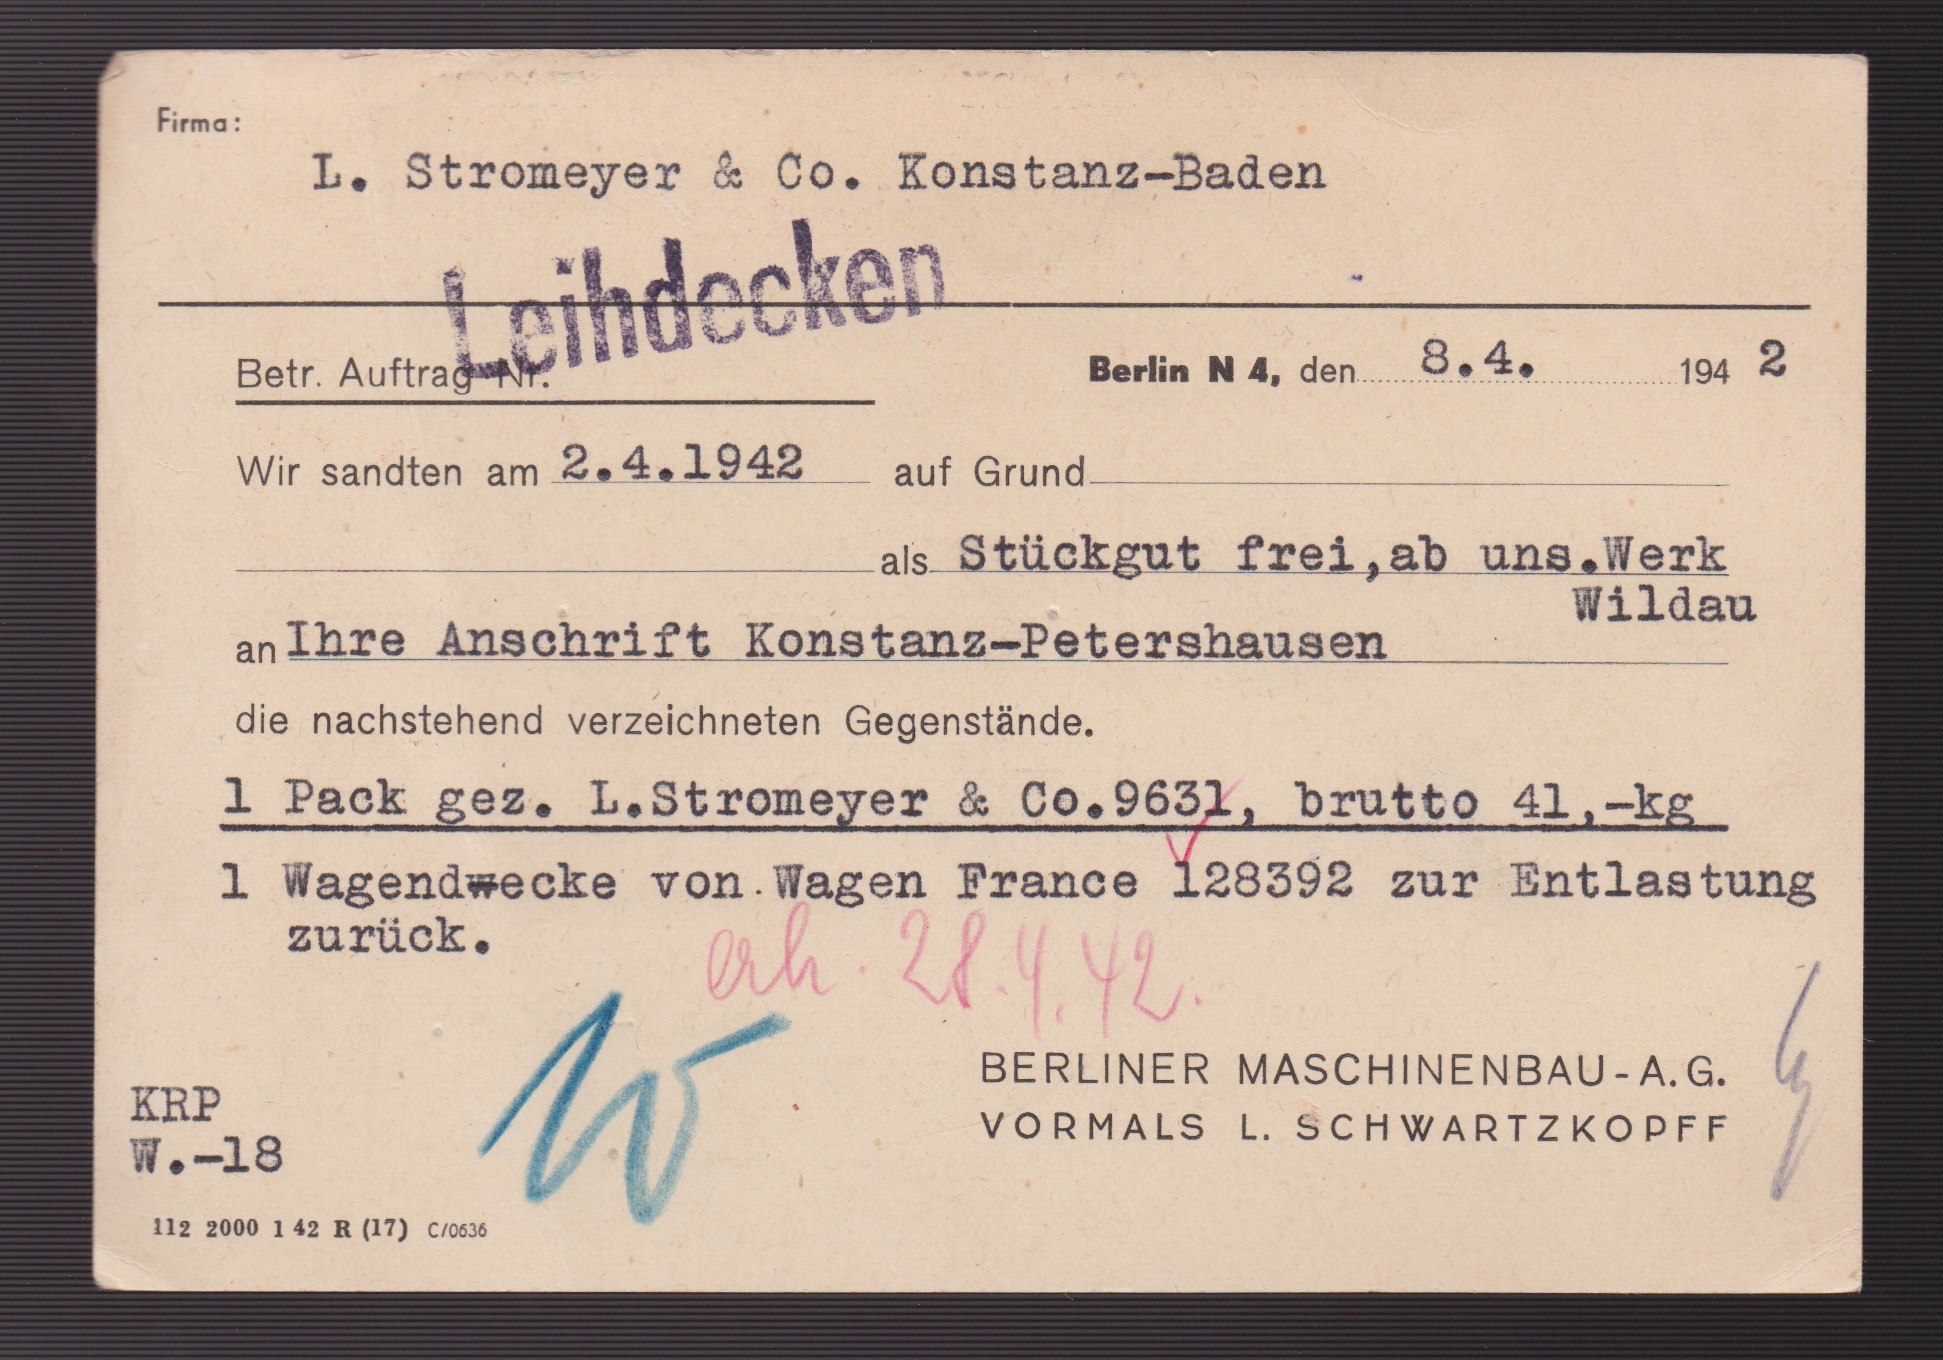 Firma:
L. Stromeyer & Co. Konstanz-Baden
Leihdecken
Betr. Auftrag Nr.
Berlin N 4, den 8.4. 194 2
Wir sandten am 2.4.1942 auf Grund
als Stückgut frei,ab uns.Werk
Wildau
an Ihre Anschrift Konstanz-Petershausen
die nachstehend verzeichneten Gegenstände.
1 Pack gez. L.Stromeyer & Co.9631, brutto 41,-kg
1 Wagendwecke von Wagen France 128392 zur Entlastung
zurück.
erh. 28.4.42.
BERLINER MASCHINENBAU-A.G.
VORMALS L. SCHWARTZKOPFF
KRP
W.-18
112 2000 1 42 R (17) C/0636